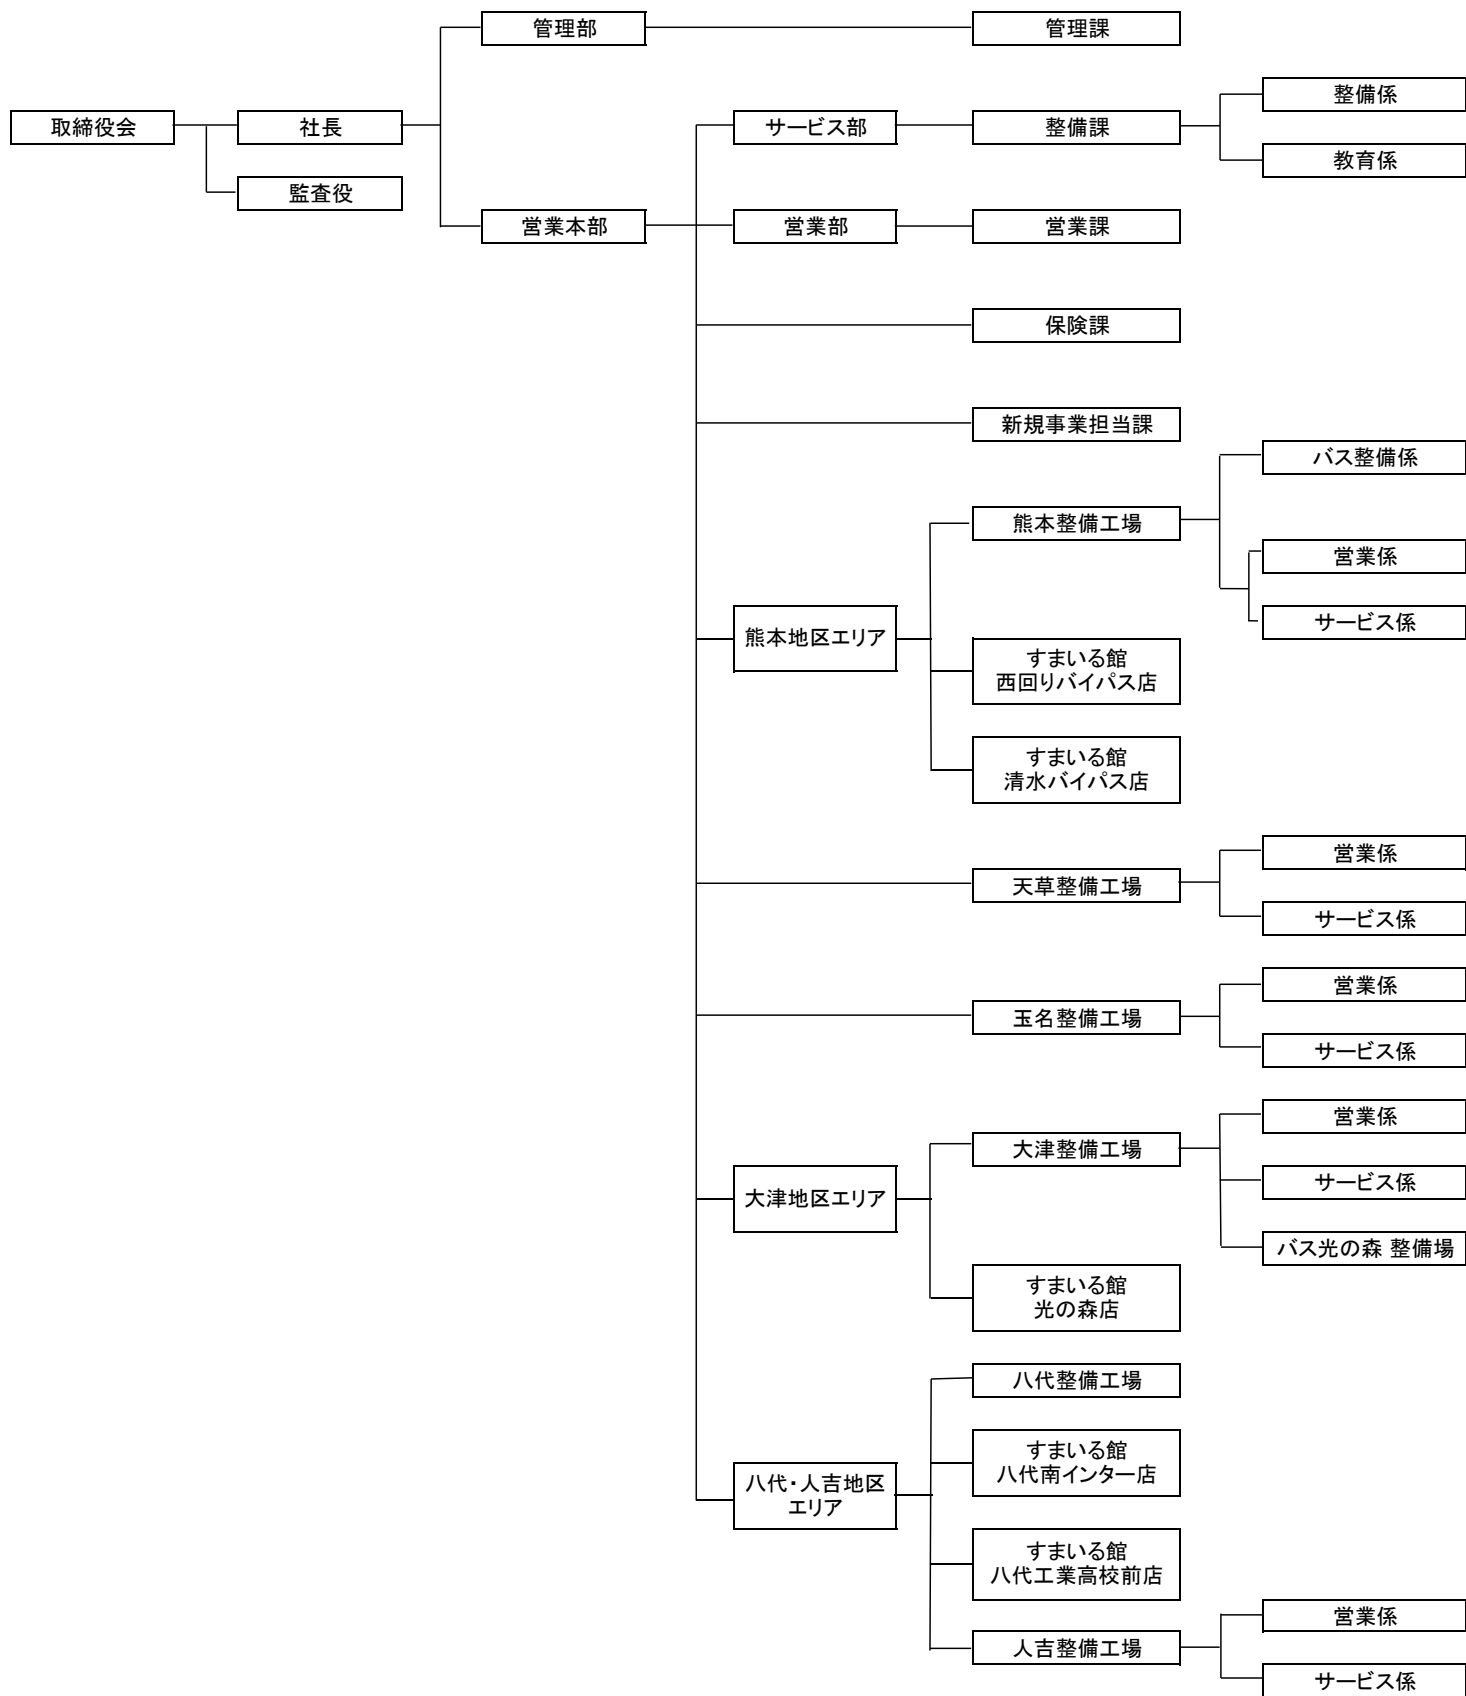 管理部
管理課
取締役会
社長
監査役
営業本部
サービス部
整備課
整備係
教育係
営業部
営業課
保険課
新規事業担当課
熊本地区エリア
熊本整備工場
バス整備係
営業係
サービス係
すまいる館
西回りバイパス店
すまいる館
清水バイパス店
天草整備工場
営業係
サービス係
玉名整備工場
営業係
サービス係
大津地区エリア
大津整備工場
営業係
サービス係
バス光の森 整備場
すまいる館
光の森店
八代・人吉地区
エリア
八代整備工場
すまいる館
八代南インター店
すまいる館
八代工業高校前店
人吉整備工場
営業係
サービス係